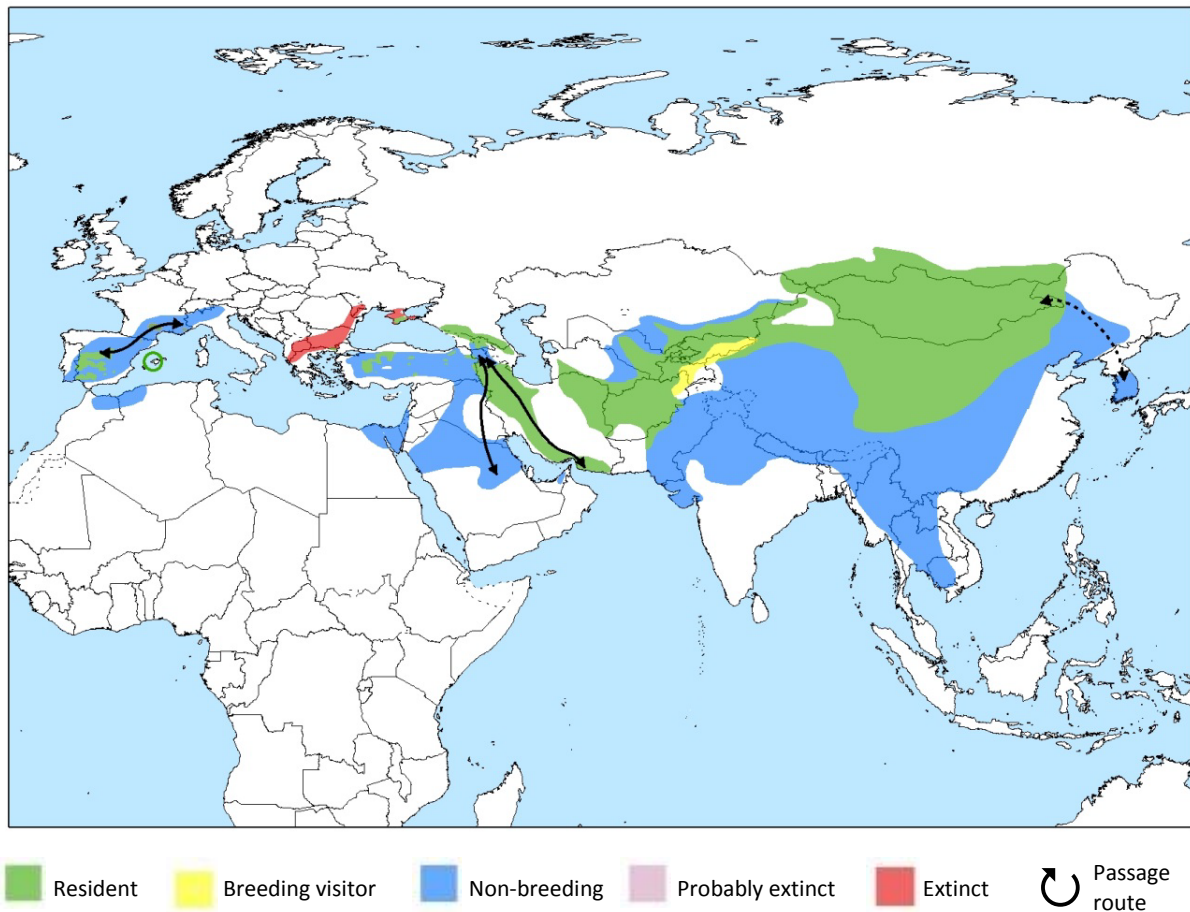 Resident
Breeding visitor
Non-breeding
Probably extinct
Extinct
Passage
route